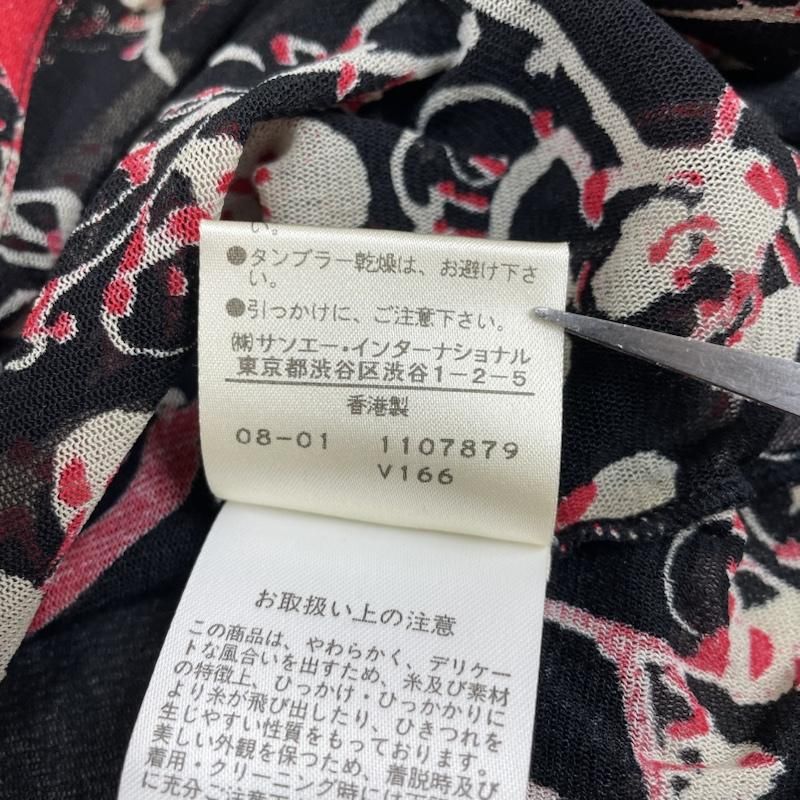 い。
●タンブラー乾燥は、お避け下さ
い。
●引っかけに、ご注意下さい。
㈱サンエー・インターナショナル
東京都渋谷区渋谷1-2-5
香港製
08-01 1107879
V166
お取扱い上の注意
この商品は、やわらかく、デリケー
トな風合いを出すため、糸及び素材
の特徴上、ひっかけ・ひっかかりに
より糸が飛び出したり、ひきつれを
生じやすい性質をもっております。
美しい外観を保つため、着脱時及び
着用・クリーニング時には
に充分ご注意